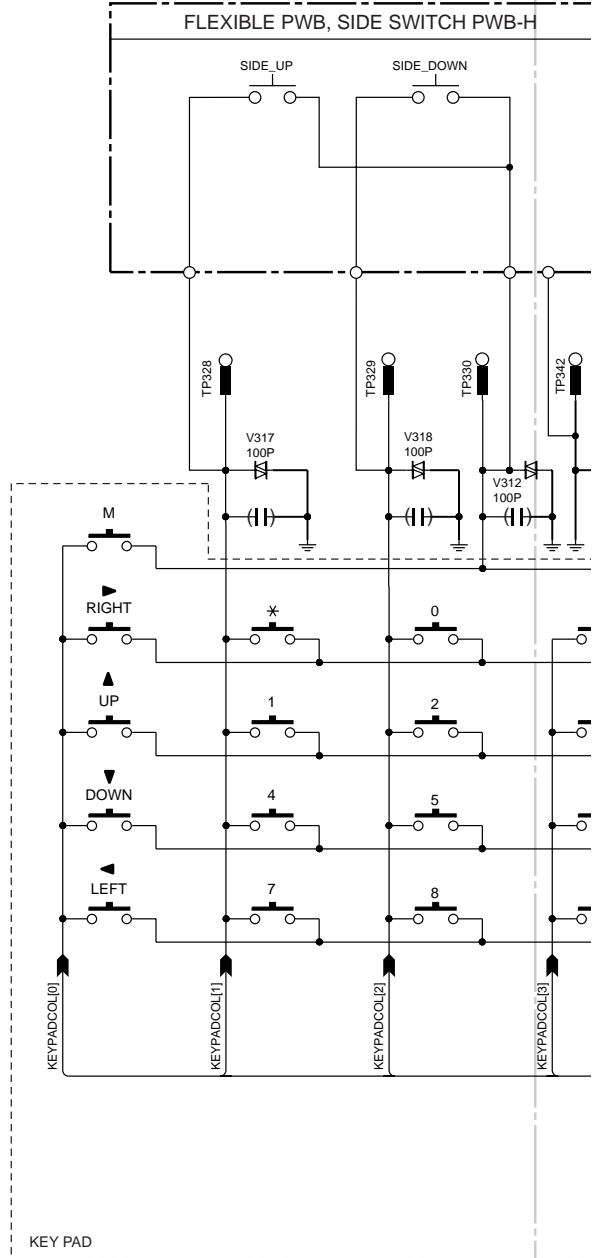 FLEXIBLE PWB, SIDE SWITCH PWB-H
SIDE_UP
SIDE_DOWN
TP328
TP329
TP330
TP342
V317
100P
V318
100P
V312
100P
M
RIGHT
*
0
UP
1
2
DOWN
4
5
LEFT
7
8
KEYPADCOL[0]
KEYPADCOL[1]
KEYPADCOL[2]
KEYPADCOL[3]
KEY PAD